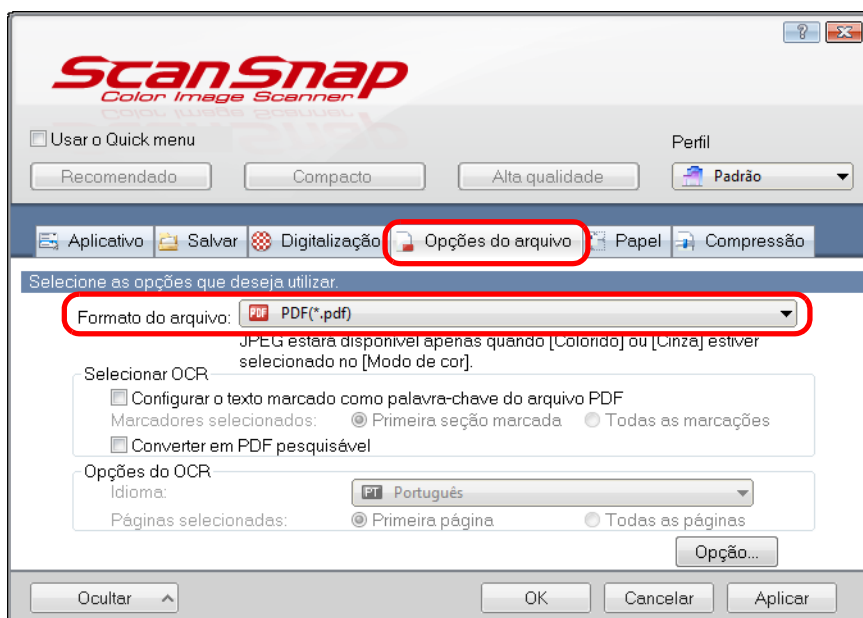 ScanSnap
Color Image Scanner
Usar o Quick menu
Perfil
Recomendado Compacto Alta qualidade Padrão
Aplicativo Salvar Digitalização Opções do arquivo Papel Compressão
Selecione as opções que deseja utilizar.
Formato do arquivo: PDF PDF(*.pdf)
JPEG estará disponível apenas quando [Colorido] ou [Cinza] estiver
selecionado no [Modo de cor].
Selecionar OCR
Configurar o texto marcado como palavra-chave do arquivo PDF
Marcadores selecionados: Primeira seção marcada Todas as marcações
Converter em PDF pesquisável
Opções do OCR
Idioma: PT Português
Páginas selecionadas: Primeira página Todas as páginas
Opção...
Ocultar OK Cancelar Aplicar